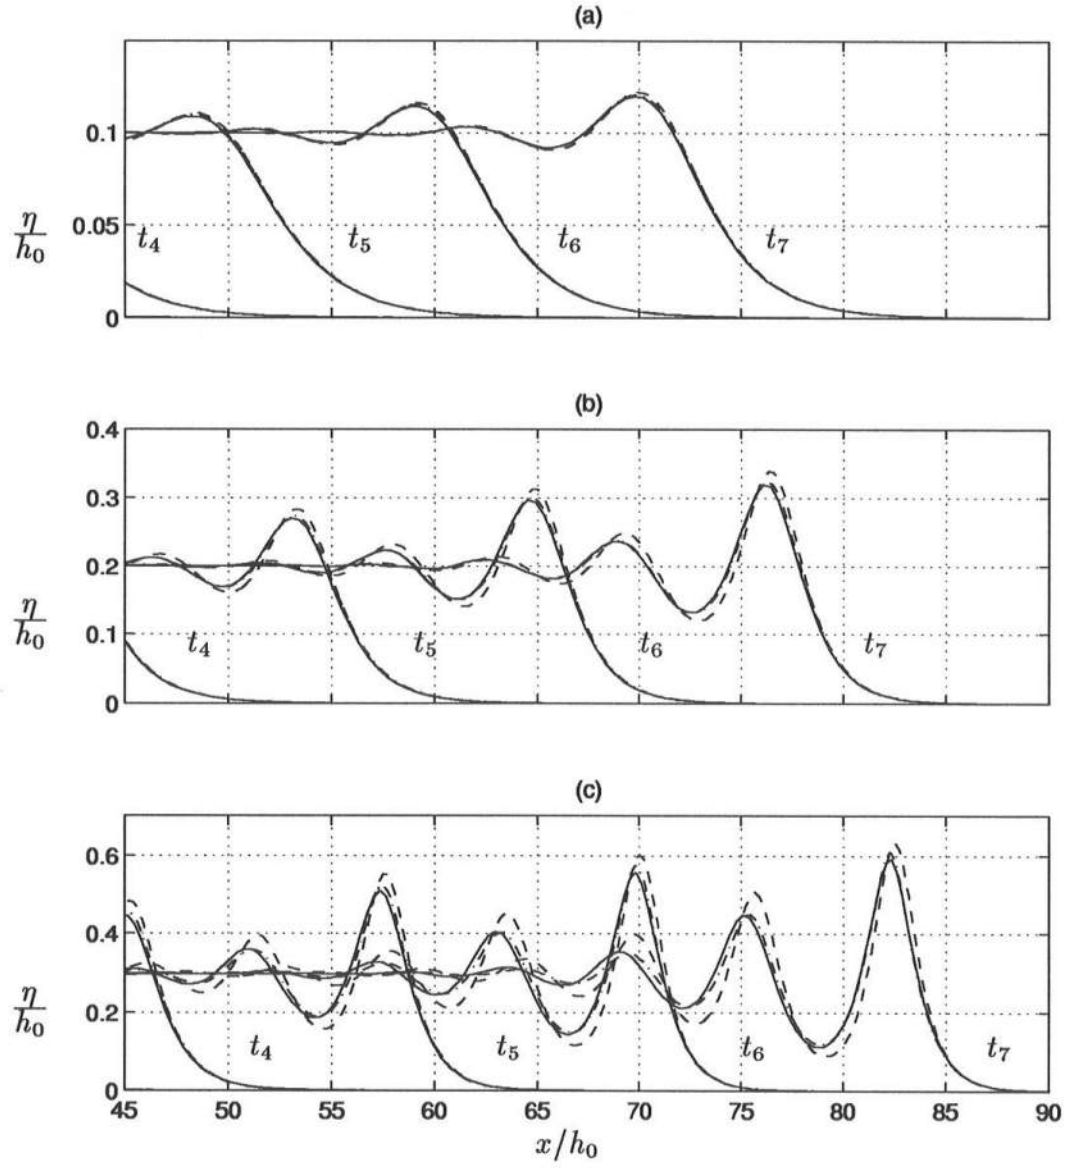 (a)
0.1
0.05
0
η/h₀
t₄ t₅ t₆ t₇
(b)
0.4
0.3
0.2
0.1
0
η/h₀
t₄ t₅ t₆ t₇
(c)
0.6
0.4
0.2
0
η/h₀
t₄ t₅ t₆ t₇
45 50 55 60 65 70 75 80 85 90
x/h₀